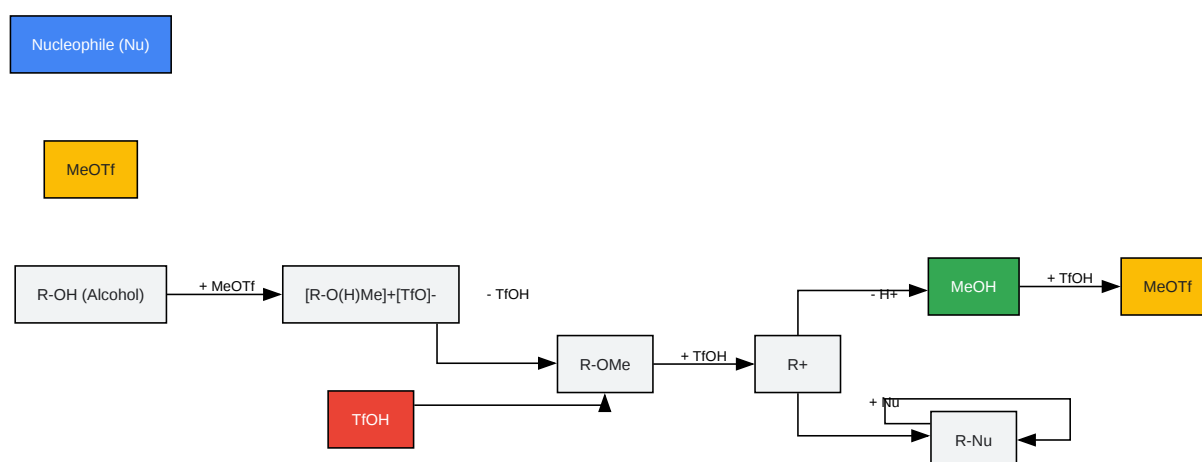 Nucleophile (Nu)
MeOTf
R-OH (Alcohol)
+ MeOTf
[R-O(H)Me]+[TfO]-
- TfOH
R-OMe
+ TfOH
R+
- H+
MeOH
+ TfOH
MeOTf
TfOH
+ Nu
R-Nu